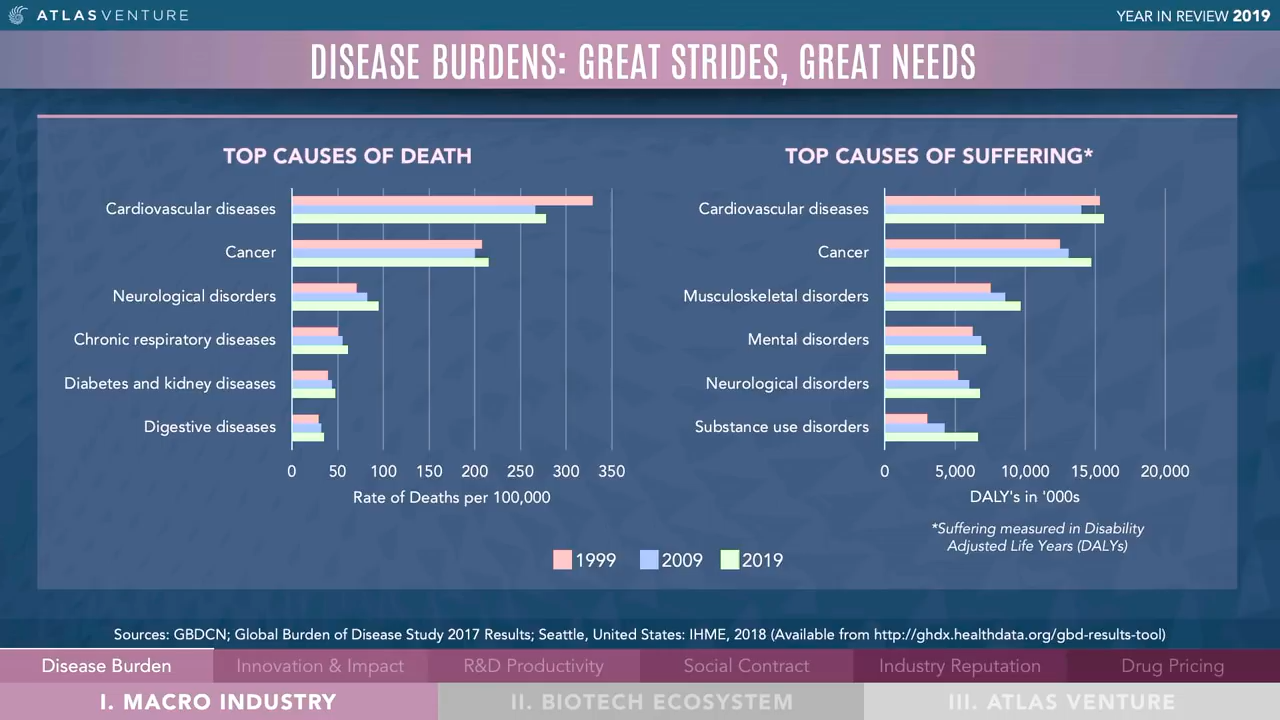 ATLAS VENTURE
YEAR IN REVIEW 2019
DISEASE BURDENS: GREAT STRIDES, GREAT NEEDS
TOP CAUSES OF DEATH
Cardiovascular diseases
Cancer
Neurological disorders
Chronic respiratory diseases
Diabetes and kidney diseases
Digestive diseases
0 50 100 150 200 250 300 350
Rate of Deaths per 100,000
TOP CAUSES OF SUFFERING*
Cardiovascular diseases
Cancer
Musculoskeletal disorders
Mental disorders
Neurological disorders
Substance use disorders
0 5,000 10,000 15,000 20,000
DALY's in '000s
*Suffering measured in Disability
Adjusted Life Years (DALYs)
1999 2009 2019
Sources: GBDCN; Global Burden of Disease Study 2017 Results; Seattle, United States: IHME, 2018 (Available from http://ghdx.healthdata.org/gbd-results-tool)
Disease Burden Innovation & Impact R&D Productivity Social Contract Industry Reputation Drug Pricing
I. MACRO INDUSTRY II. BIOTECH ECOSYSTEM III. ATLAS VENTURE